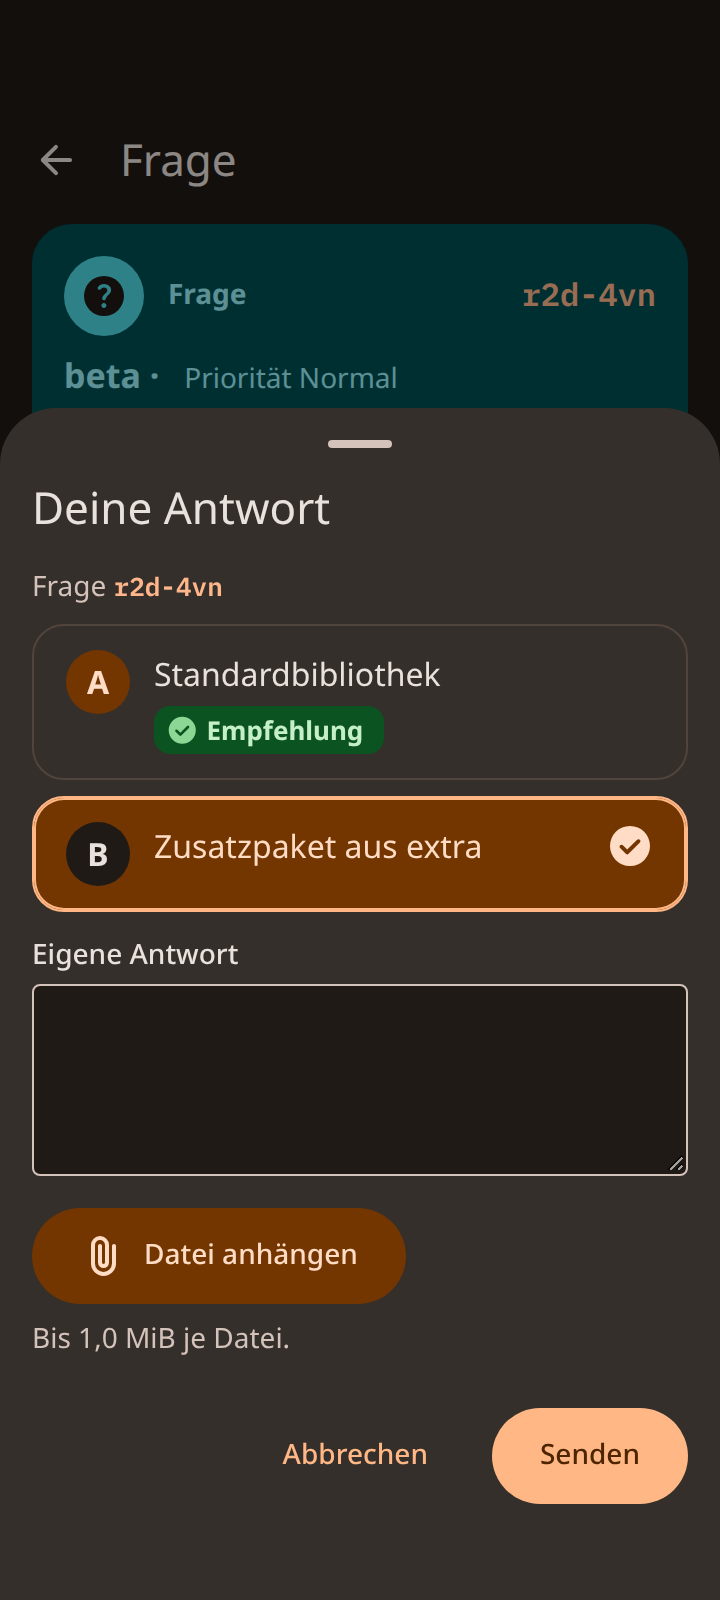 Frage
Frage r2d-4vn
beta · Priorität Normal
Deine Antwort
Frage r2d-4vn
A Standardbibliothek
Empfehlung
B Zusatzpaket aus extra
Eigene Antwort
Datei anhängen
Bis 1,0 MiB je Datei.
Abbrechen Senden